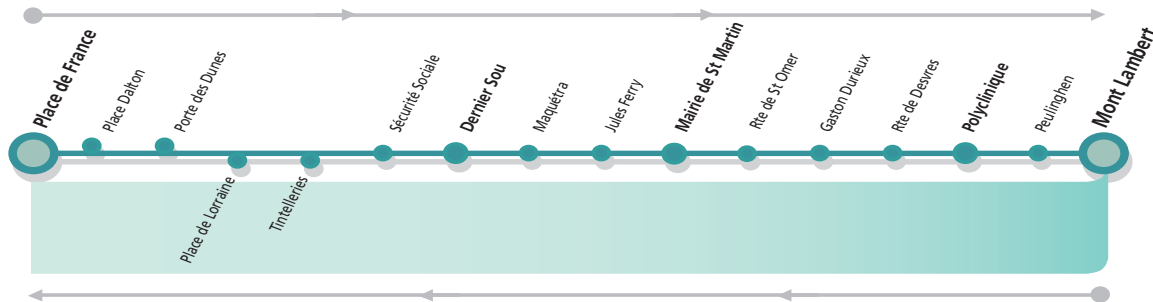 Place de France
Place Dalton
Porte des Dunes
Place de Lorraine
Tintelleries
Sécurité Sociale
Dernier Sou
Maquétra
Jules Ferry
Mairie de St Martin
Rte de St Omer
Gaston Durieux
Rte de Desvres
Polyclinique
Peulinghen
Mont Lambert